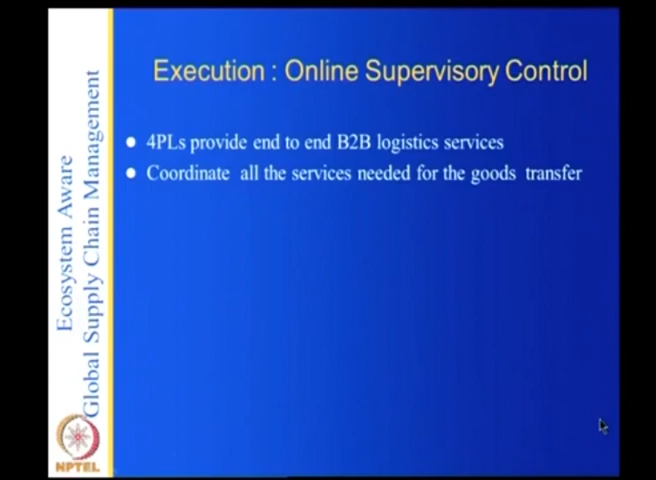 Execution : Online Supervisory Control
4PLs provide end to end B2B logistics services
Coordinate all the services needed for the goods transfer
Ecosystem Aware
Global Supply Chain Management
NPTEL